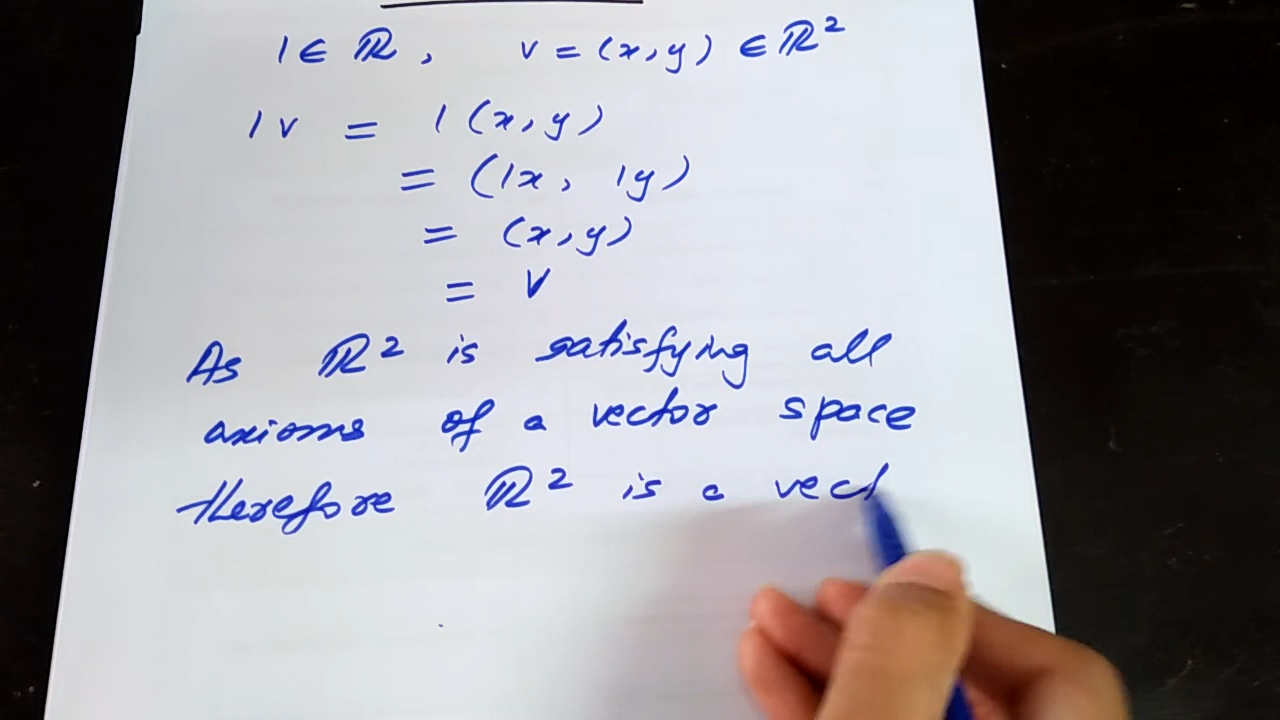 1 ∈ ℝ, v = (x, y) ∈ ℝ²
1v = 1(x, y)
= (1x, 1y)
= (x, y)
= v
As ℝ² is satisfying all
axioms of a vector space
therefore ℝ² is a vect